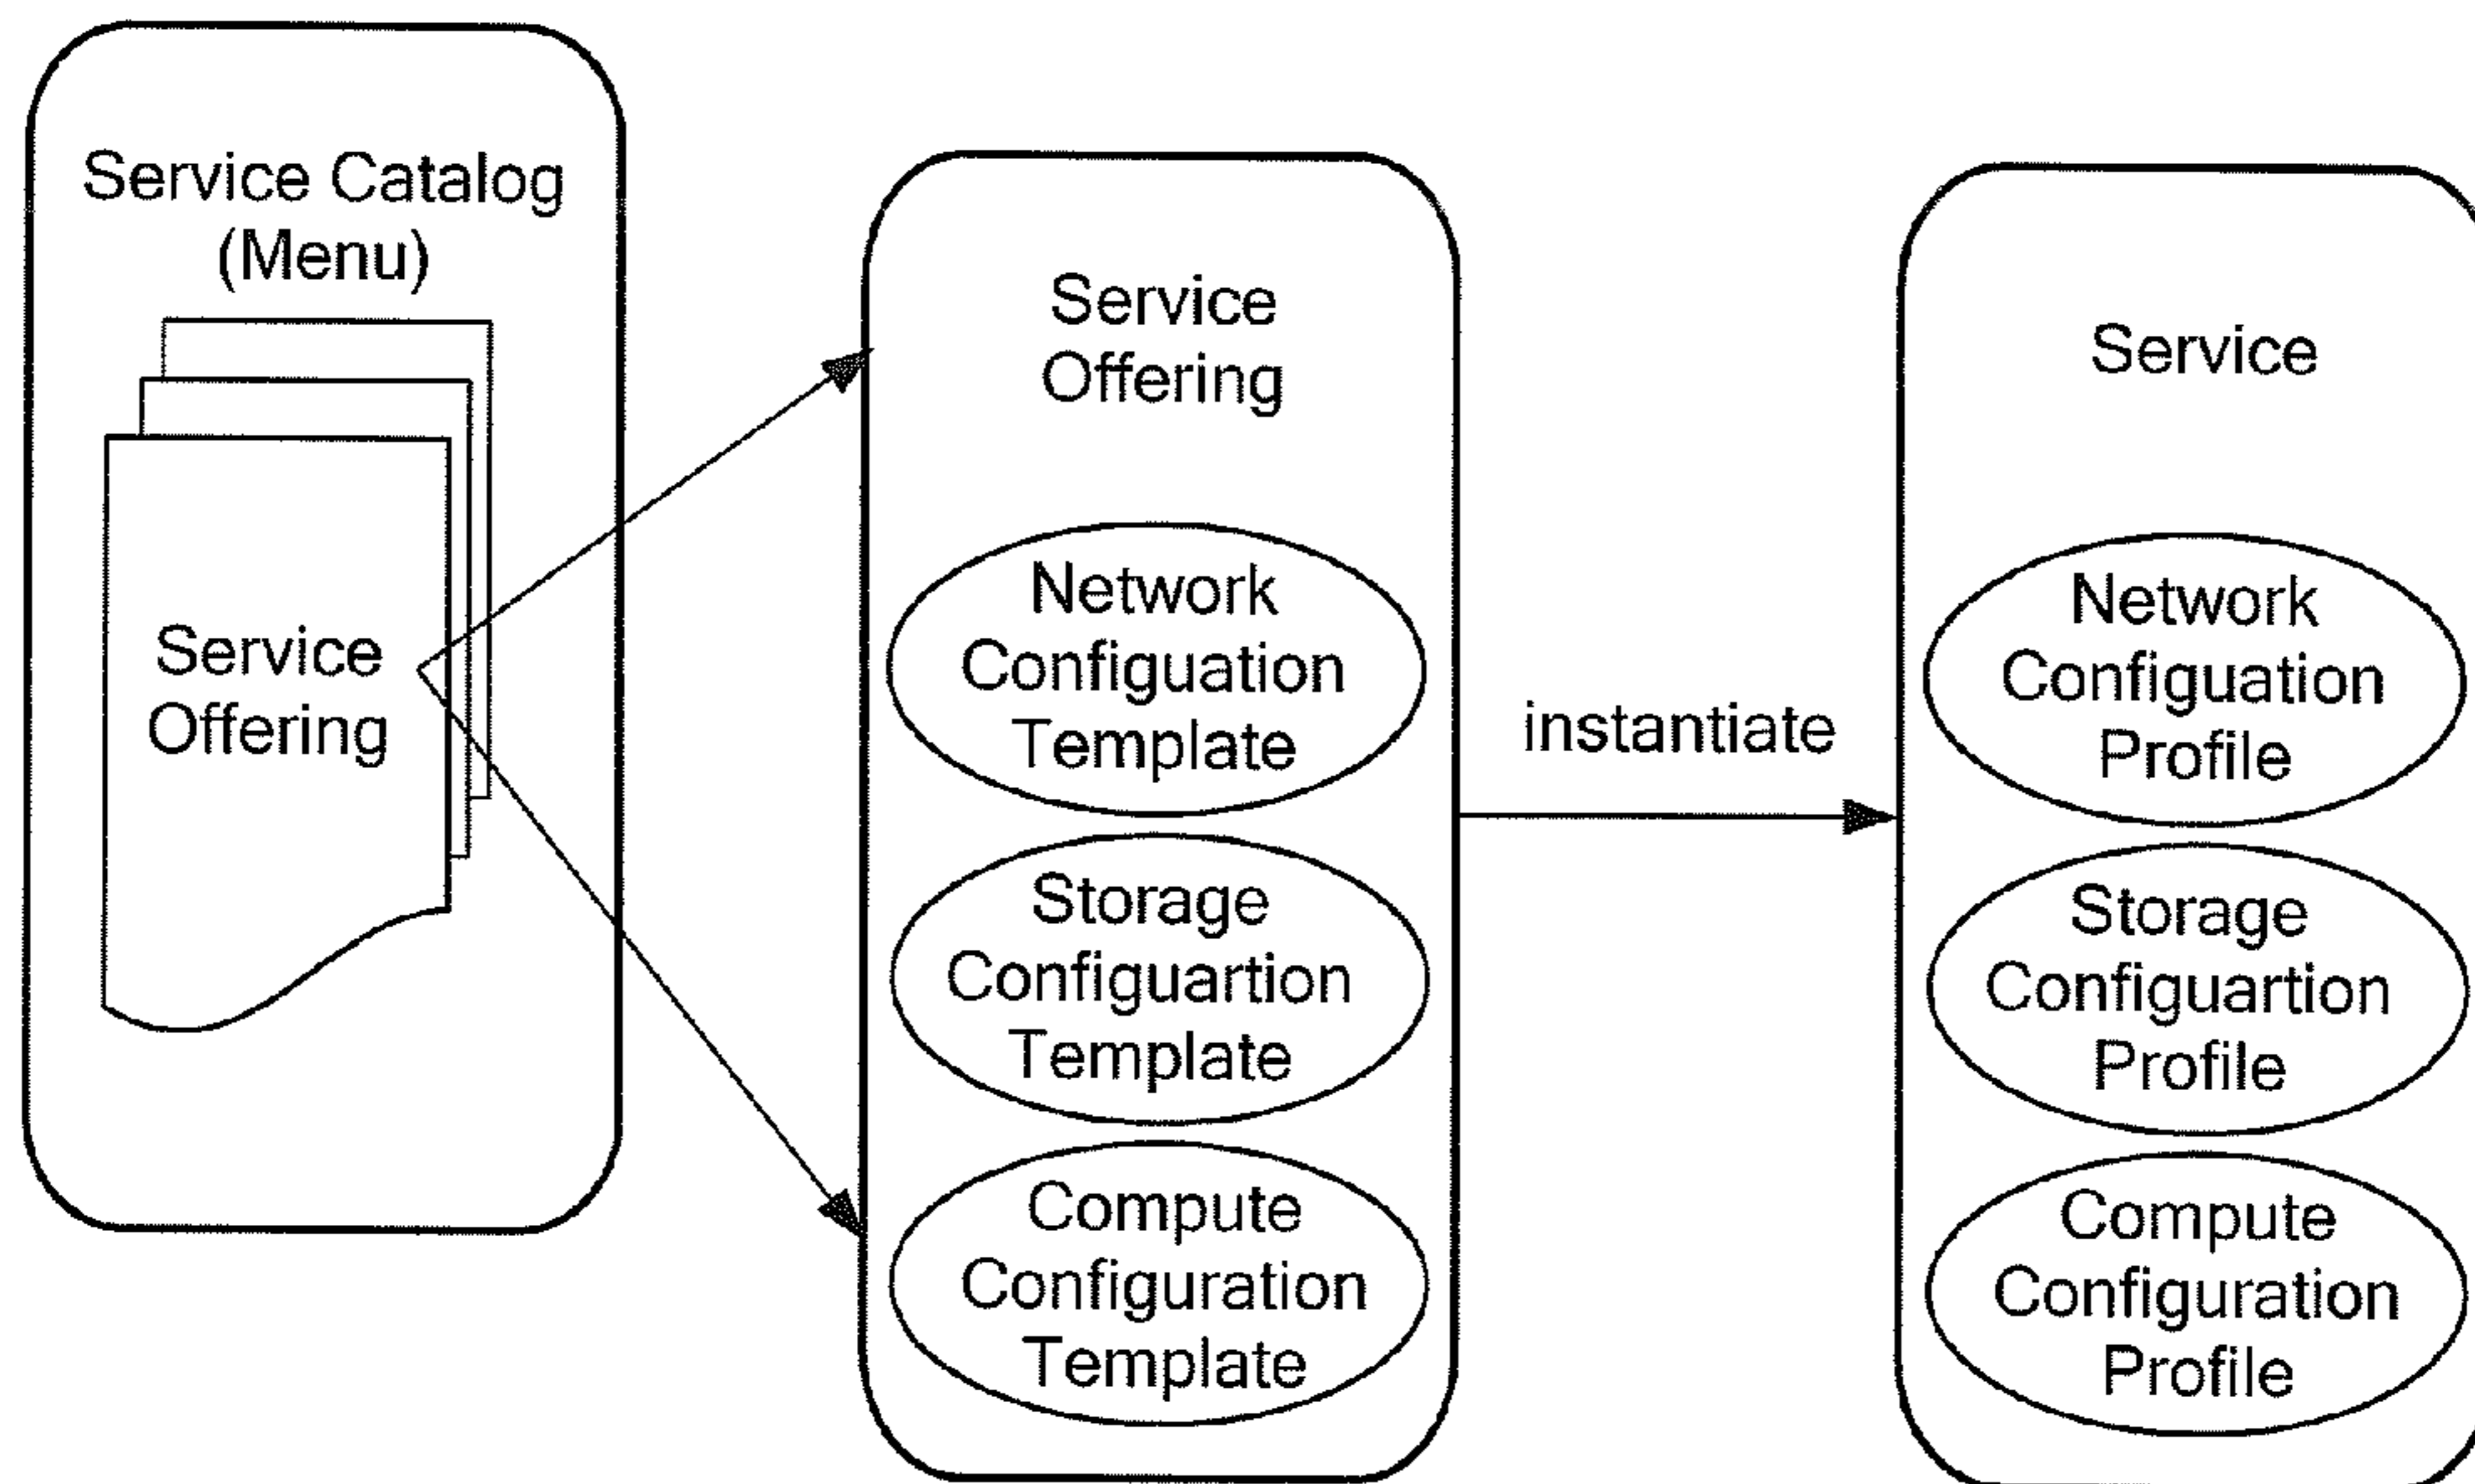 Service Catalog
(Menu)
Service
Offering
Service
Offering
Network
Configuation
Template
Storage
Configuartion
Template
Compute
Configuration
Template
instantiate
Service
Network
Configuation
Profile
Storage
Configuartion
Profile
Compute
Configuration
Profile